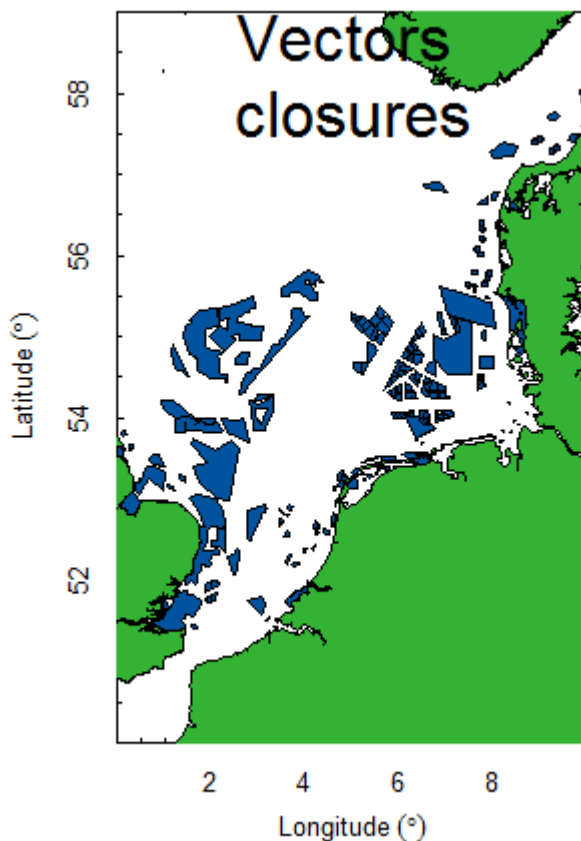 Vectors
closures
58
56
54
52
Latitude (°)
2 4 6 8
Longitude (°)